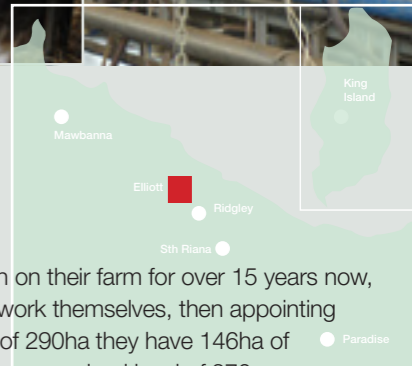 King
Island
Mawbanna
Elliott
Ridgley
Sth Riana
n on their farm for over 15 years now,
work themselves, then appointing
of 290ha they have 146ha of
Paradise